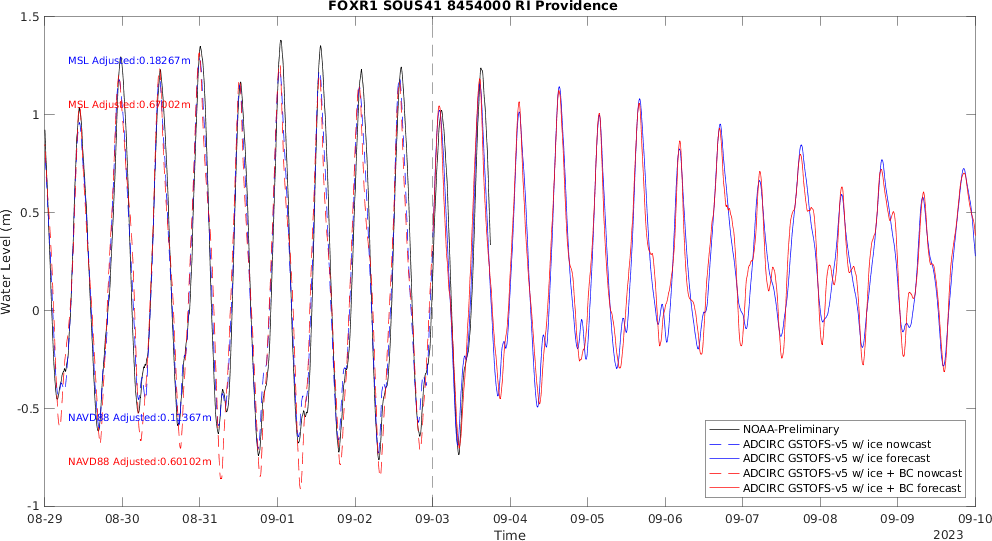 FOXR1 SOUS41 8454000 RI Providence
1.5
1
0.5
0
-0.5
-1
Water Level (m)
MSL Adjusted:0.18267m
MSL Adjusted:0.67002m
NAVD88 Adjusted:0.11367m
NAVD88 Adjusted:0.60102m
NOAA-Preliminary
ADCIRC GSTOFS-v5 w/ ice nowcast
ADCIRC GSTOFS-v5 w/ ice forecast
ADCIRC GSTOFS-v5 w/ ice + BC nowcast
ADCIRC GSTOFS-v5 w/ ice + BC forecast
08-29 08-30 08-31 09-01 09-02 09-03 09-04 09-05 09-06 09-07 09-08 09-09 09-10
Time
2023